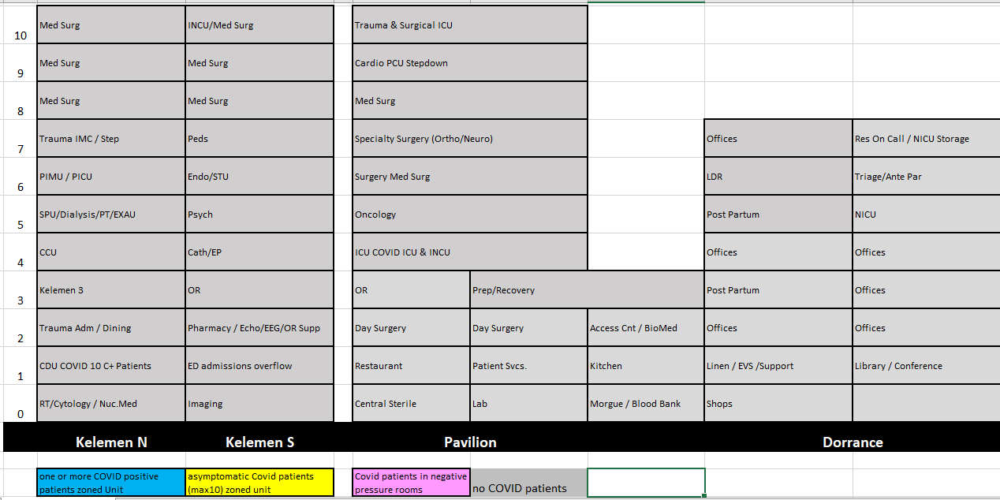 10 Med Surg INCU/Med Surg Trauma & Surgical ICU
9 Med Surg Med Surg Cardio PCU Stepdown
8 Med Surg Med Surg Med Surg
7 Trauma IMC / Step Peds Specialty Surgery (Ortho/Neuro) Offices Res On Call / NICU Storage
6 PIMU / PICU Endo/STU Surgery Med Surg LDR Triage/Ante Par
5 SPU/Dialysis/PT/EXAU Psych Oncology Post Partum NICU
4 CCU Cath/EP ICU COVID ICU & INCU Offices Offices
3 Kelemen 3 OR OR Prep/Recovery Post Partum Offices
2 Trauma Adm / Dining Pharmacy / Echo/EEG/OR Supp Day Surgery Day Surgery Access Cnt / BioMed Offices Offices
1 CDU COVID 10 C+ Patients ED admissions overflow Restaurant Patient Svcs. Kitchen Linen / EVS /Support Library / Conference
0 RT/Cytology / Nuc.Med Imaging Central Sterile Lab Morgue / Blood Bank Shops
Kelemen N Kelemen S Pavilion Dorrance
one or more COVID positive
patients zoned Unit
asymptomatic Covid patients
(max10) zoned unit
Covid patients in negative
pressure rooms
no COVID patients